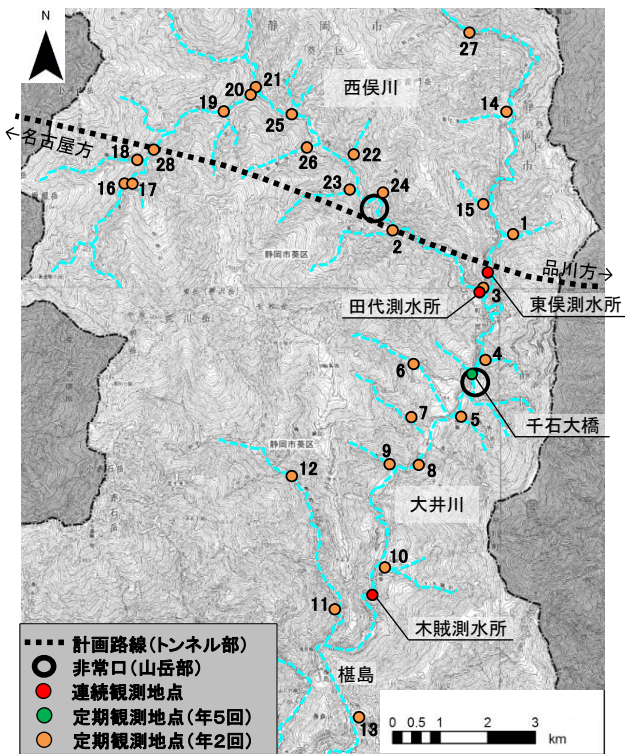 N
静岡市
葵区
27
西俣川
21
20
14
19
25
静岡市葵区
←名古屋方
26
22
18
28
23
24
16
17
15
1
2
静岡市葵区
品川方→
3
田代測水所
東俣測水所
4
6
千石大橋
7
5
静岡市葵区
9
8
12
大井川
10
11
木賊測水所
椹島
13
計画路線(トンネル部)
非常口(山岳部)
連続観測地点
定期観測地点(年5回)
定期観測地点(年2回)
0 0.5 1 2 3
km